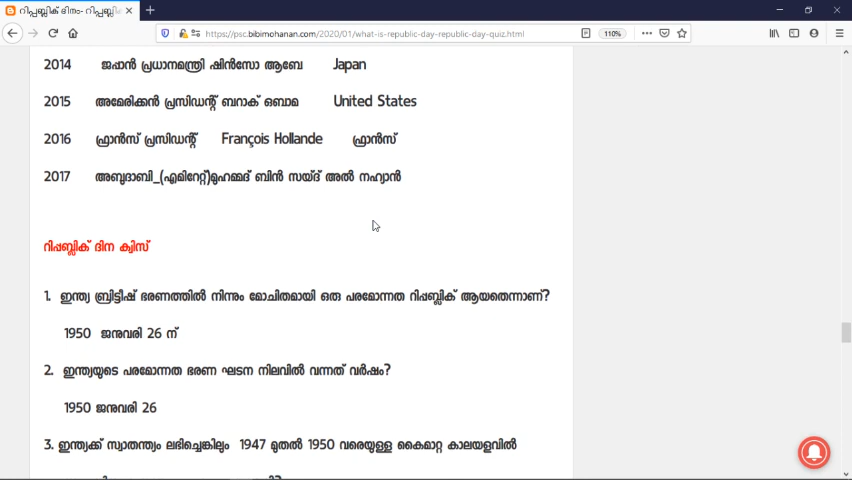 റിപ്പബ്ലിക് ദിനം- റിപ്പബ്ലിക്
https://psc.bibimohanan.com/2020/01/what-is-republic-day-republic-day-quiz.html
110%
2014 ജപ്പാൻ പ്രധാനമന്ത്രി ഷിൻസോ ആബേ Japan
2015 അമേരിക്കൻ പ്രസിഡന്റ് ബറാക് ഒബാമ United States
2016 ഫ്രാൻസ് പ്രസിഡന്റ് François Hollande ഫ്രാൻസ്
2017 അബുദാബി_(എമിറേറ്റ്)മുഹമ്മദ് ബിൻ സയ്ദ് അൽ നഹ്യാൻ
റിപ്പബ്ലിക് ദിന ക്വിസ്
1. ഇന്ത്യ ബ്രിട്ടീഷ് ഭരണത്തിൽ നിന്നും മോചിതമായി ഒരു പരമോന്നത റിപ്പബ്ലിക് ആയതെന്നാണ്?
1950 ജനുവരി 26 ന്
2. ഇന്ത്യയുടെ പരമോന്നത ഭരണ ഘടന നിലവിൽ വന്നത് വർഷം?
1950 ജനുവരി 26
3. ഇന്ത്യക്ക് സ്വാതന്ത്ര്യം ലഭിച്ചെങ്കിലും 1947 മുതൽ 1950 വരെയുള്ള കൈമാറ്റ കാലയളവിൽ